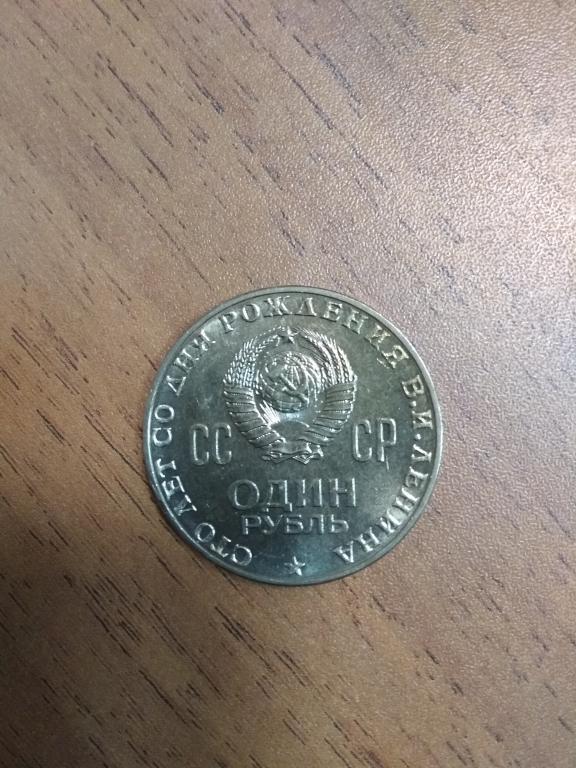 СТО ЛЕТ СО ДНЯ РОЖДЕНИЯ В.И.ЛЕНИНА
СС СР
ОДИН
РУБЛЬ